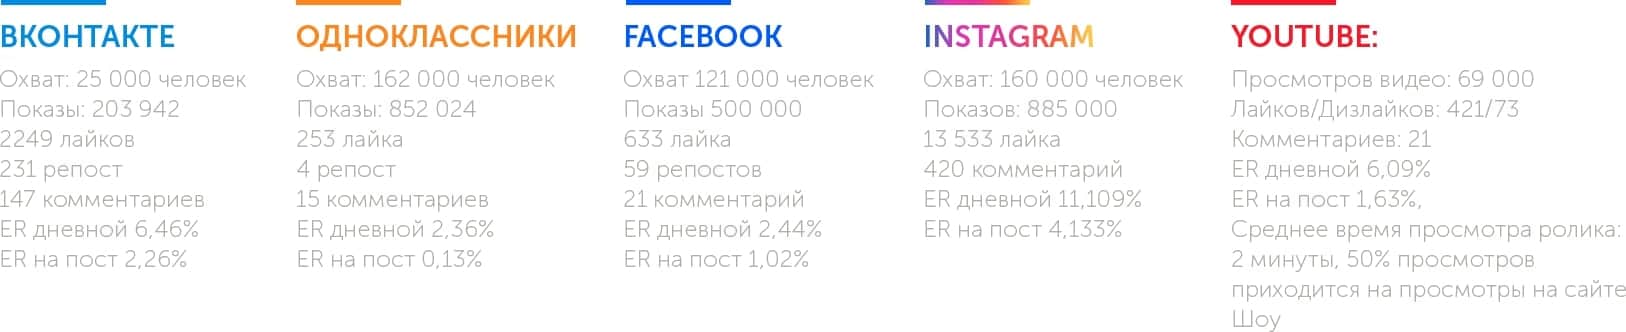 ВКОНТАКТЕ
Охват: 25 000 человек
Показы: 203 942
2249 лайков
231 репост
147 комментариев
ER дневной 6,46%
ER на пост 2,26%
ОДНОКЛАССНИКИ
Охват: 162 000 человек
Показы: 852 024
253 лайка
4 репост
15 комментариев
ER дневной 2,36%
ER на пост 0,13%
FACEBOOK
Охват 121 000 человек
Показы 500 000
633 лайка
59 репостов
21 комментарий
ER дневной 2,44%
ER на пост 1,02%
INSTAGRAM
Охват: 160 000 человек
Показов: 885 000
13 533 лайка
420 комментарий
ER дневной 11,109%
ER на пост 4,133%
YOUTUBE:
Просмотров видео: 69 000
Лайков/Дизлайков: 421/73
Комментариев: 21
ER дневной 6,09%
ER на пост 1,63%,
Среднее время просмотра ролика:
2 минуты, 50% просмотров
приходится на просмотры на сайте
Шоу